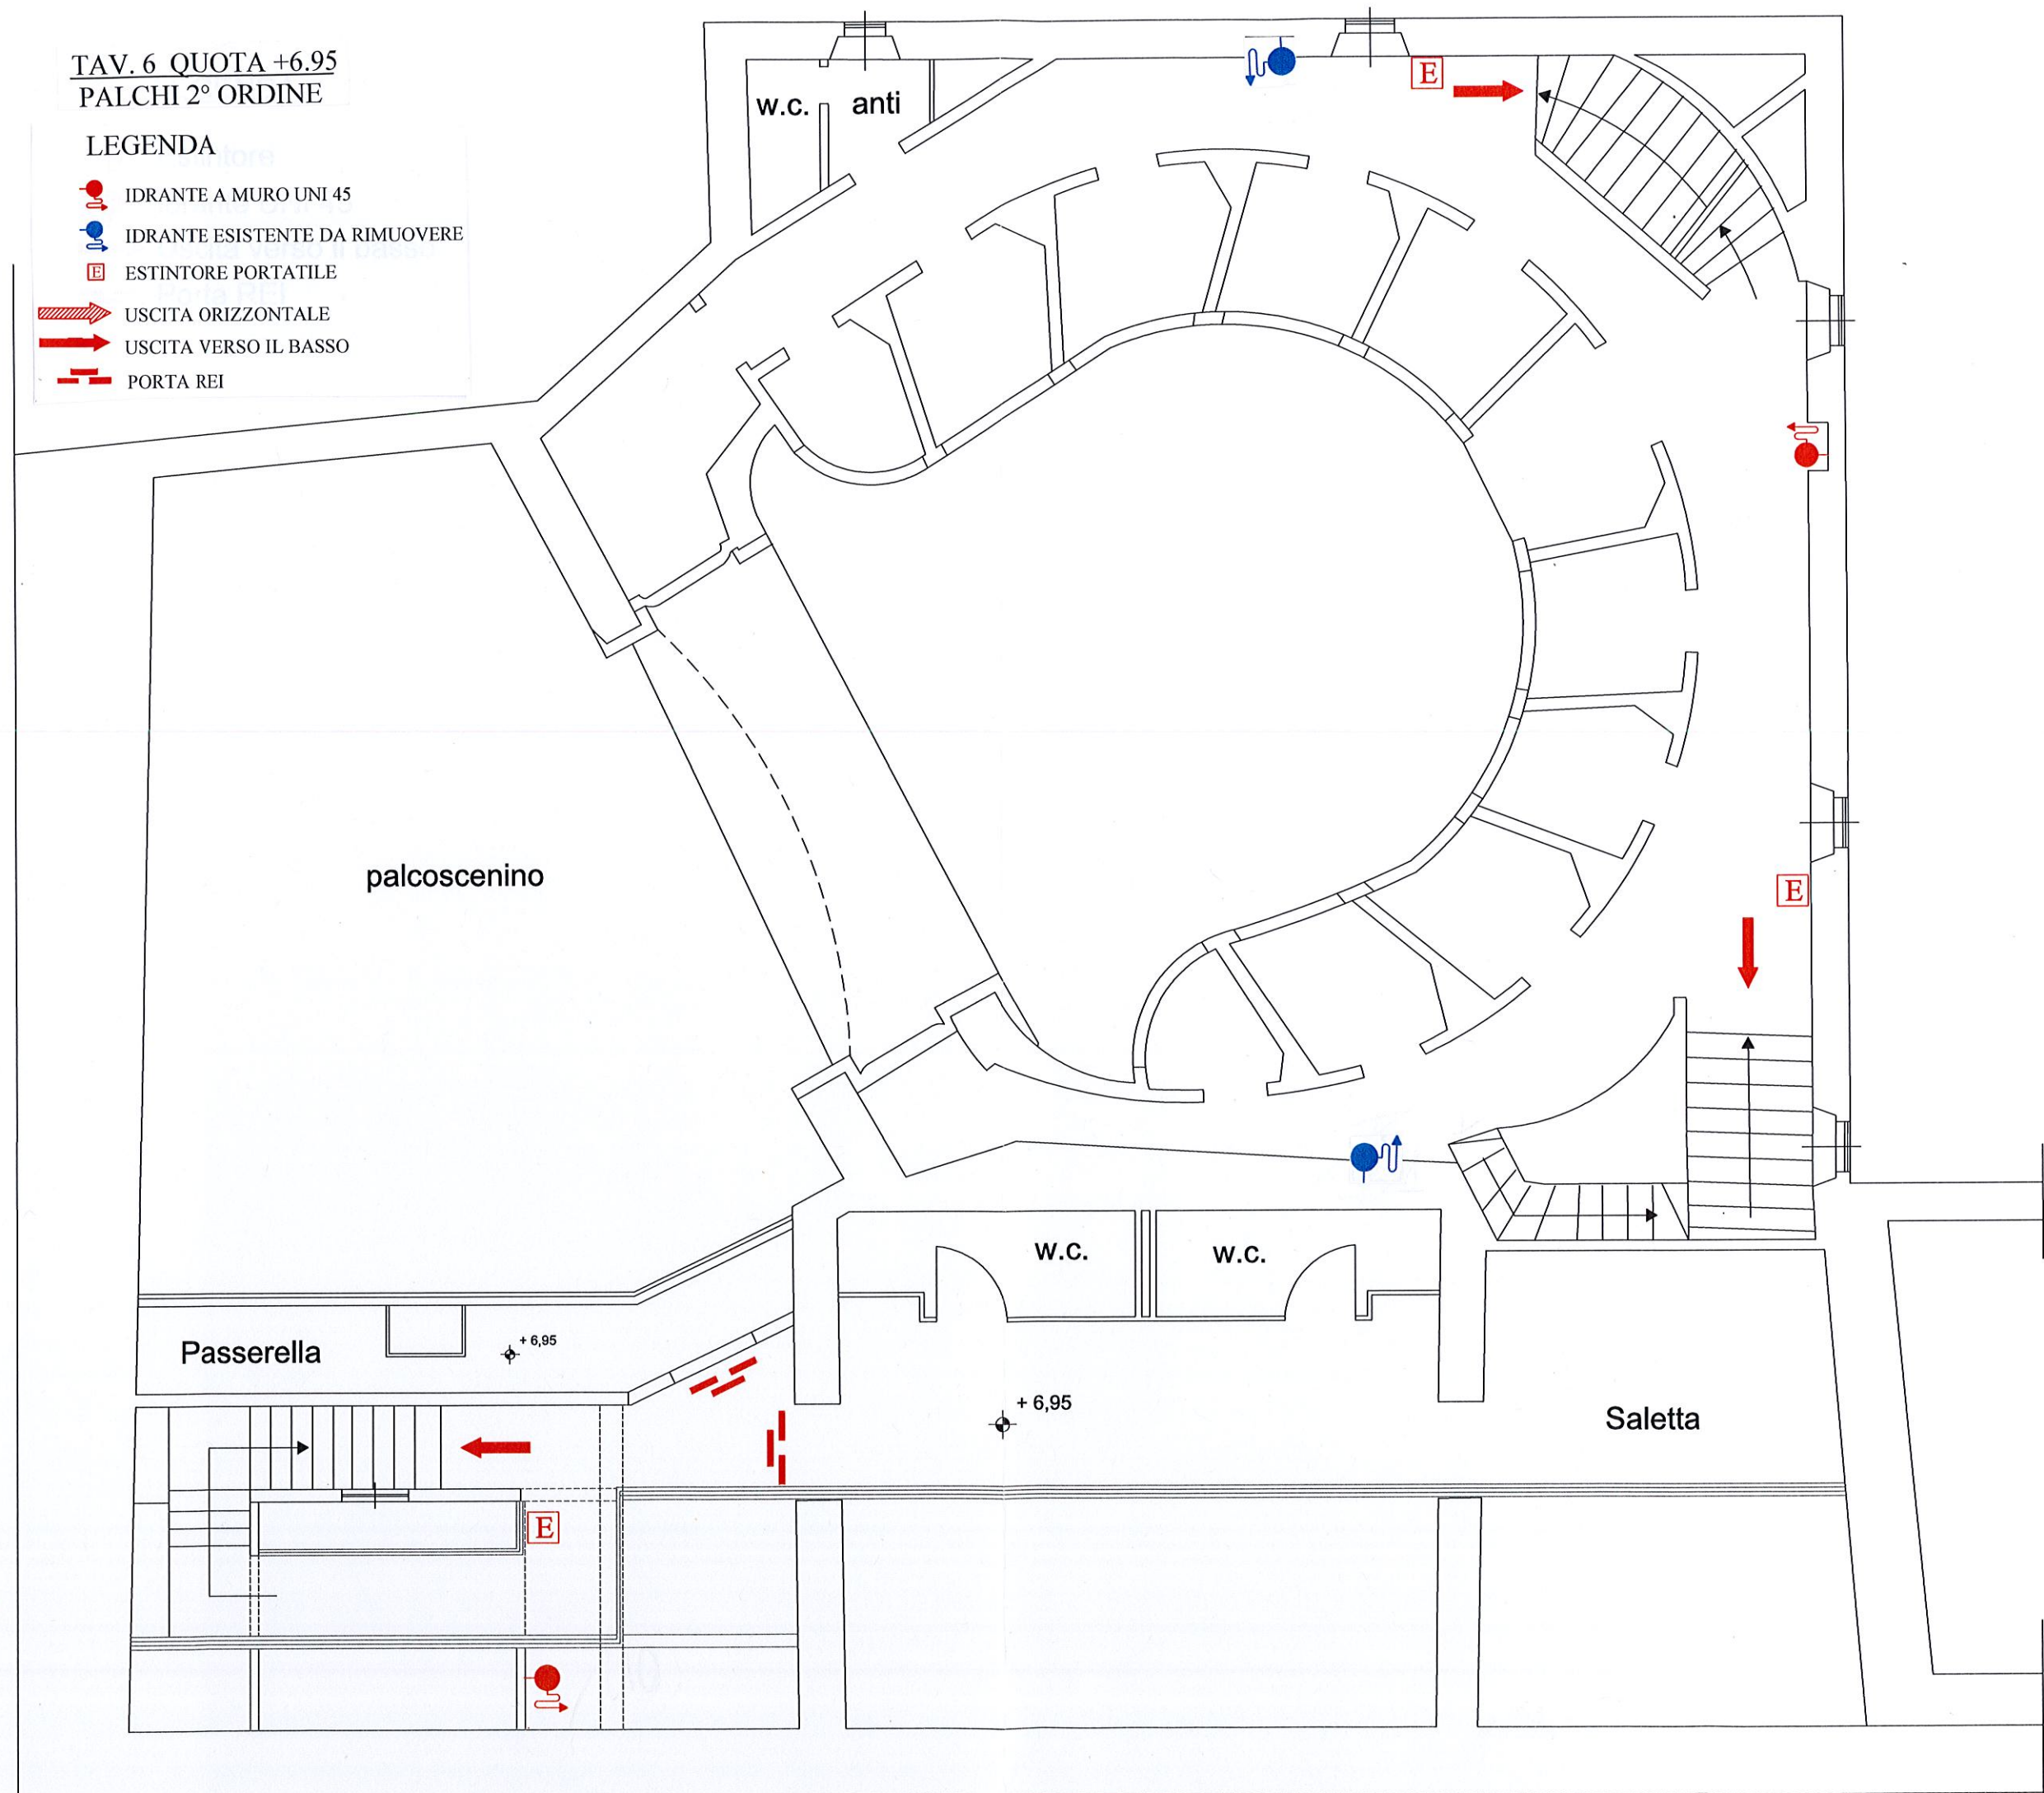 TAV. 6 QUOTA +6.95
PALCHI 2° ORDINE
LEGENDA
IDRANTE A MURO UNI 45
IDRANTE ESISTENTE DA RIMUOVERE
E ESTINTORE PORTATILE
USCITA ORIZZONTALE
USCITA VERSO IL BASSO
PORTA REI
w.c. anti
E
E
palcoscenino
w.c.
w.c.
Passerella
+ 6,95
+ 6,95
Saletta
E